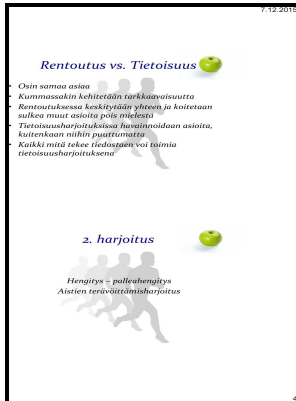 7.12.2015
Rentoutus vs. Tietoisuus
• Osin samaa asiaa
• Kummassakin kehitetään tarkkaavaisuutta
• Rentoutuksessa keskitytään yhteen ja koitetaan
sulkea muut asioita pois mielestä
• Tietoisuusharjoituksissa havainnoidaan asioita,
kuitenkaan niihin puuttumatta
• Kaikki mitä tekee tiedostaen voi toimia
tietoisuusharjoituksena
2. harjoitus
Hengitys – palleahengitys
Aistien terävöittämisharjoitus
4